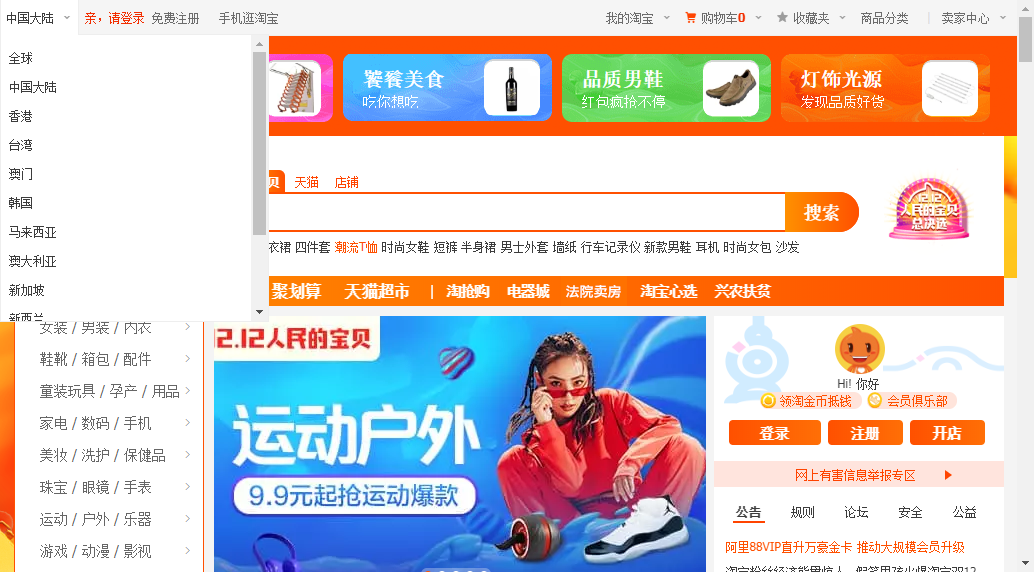 中国大陆 亲，请登录 免费注册 手机逛淘宝 我的淘宝 购物车0 收藏夹 商品分类 卖家中心
全球
中国大陆
香港
台湾
澳门
韩国
马来西亚
澳大利亚
新加坡
新西兰
饕餮美食
吃你想吃
品质男鞋
红包疯抢不停
灯饰光源
发现品质好货
贝 天猫 店铺
搜索
12.12
人民的宝贝
总决选
衣裙 四件套 潮流T恤 时尚女鞋 短裤 半身裙 男士外套 墙纸 行车记录仪 新款男鞋 耳机 时尚女包 沙发
聚划算 天猫超市 | 淘抢购 电器城 法院卖房 淘宝心选 兴农扶贫
女装 / 男装 / 内衣
鞋靴 / 箱包 / 配件
童装玩具 / 孕产 / 用品
家电 / 数码 / 手机
美妆 / 洗护 / 保健品
珠宝 / 眼镜 / 手表
运动 / 户外 / 乐器
游戏 / 动漫 / 影视
12.12人民的宝贝
运动户外
9.9元起抢运动爆款
Hi! 你好
领淘金币抵钱 会员俱乐部
登录 注册 开店
网上有害信息举报专区
公告 规则 论坛 安全 公益
阿里88VIP直升万豪金卡 推动大规模会员升级